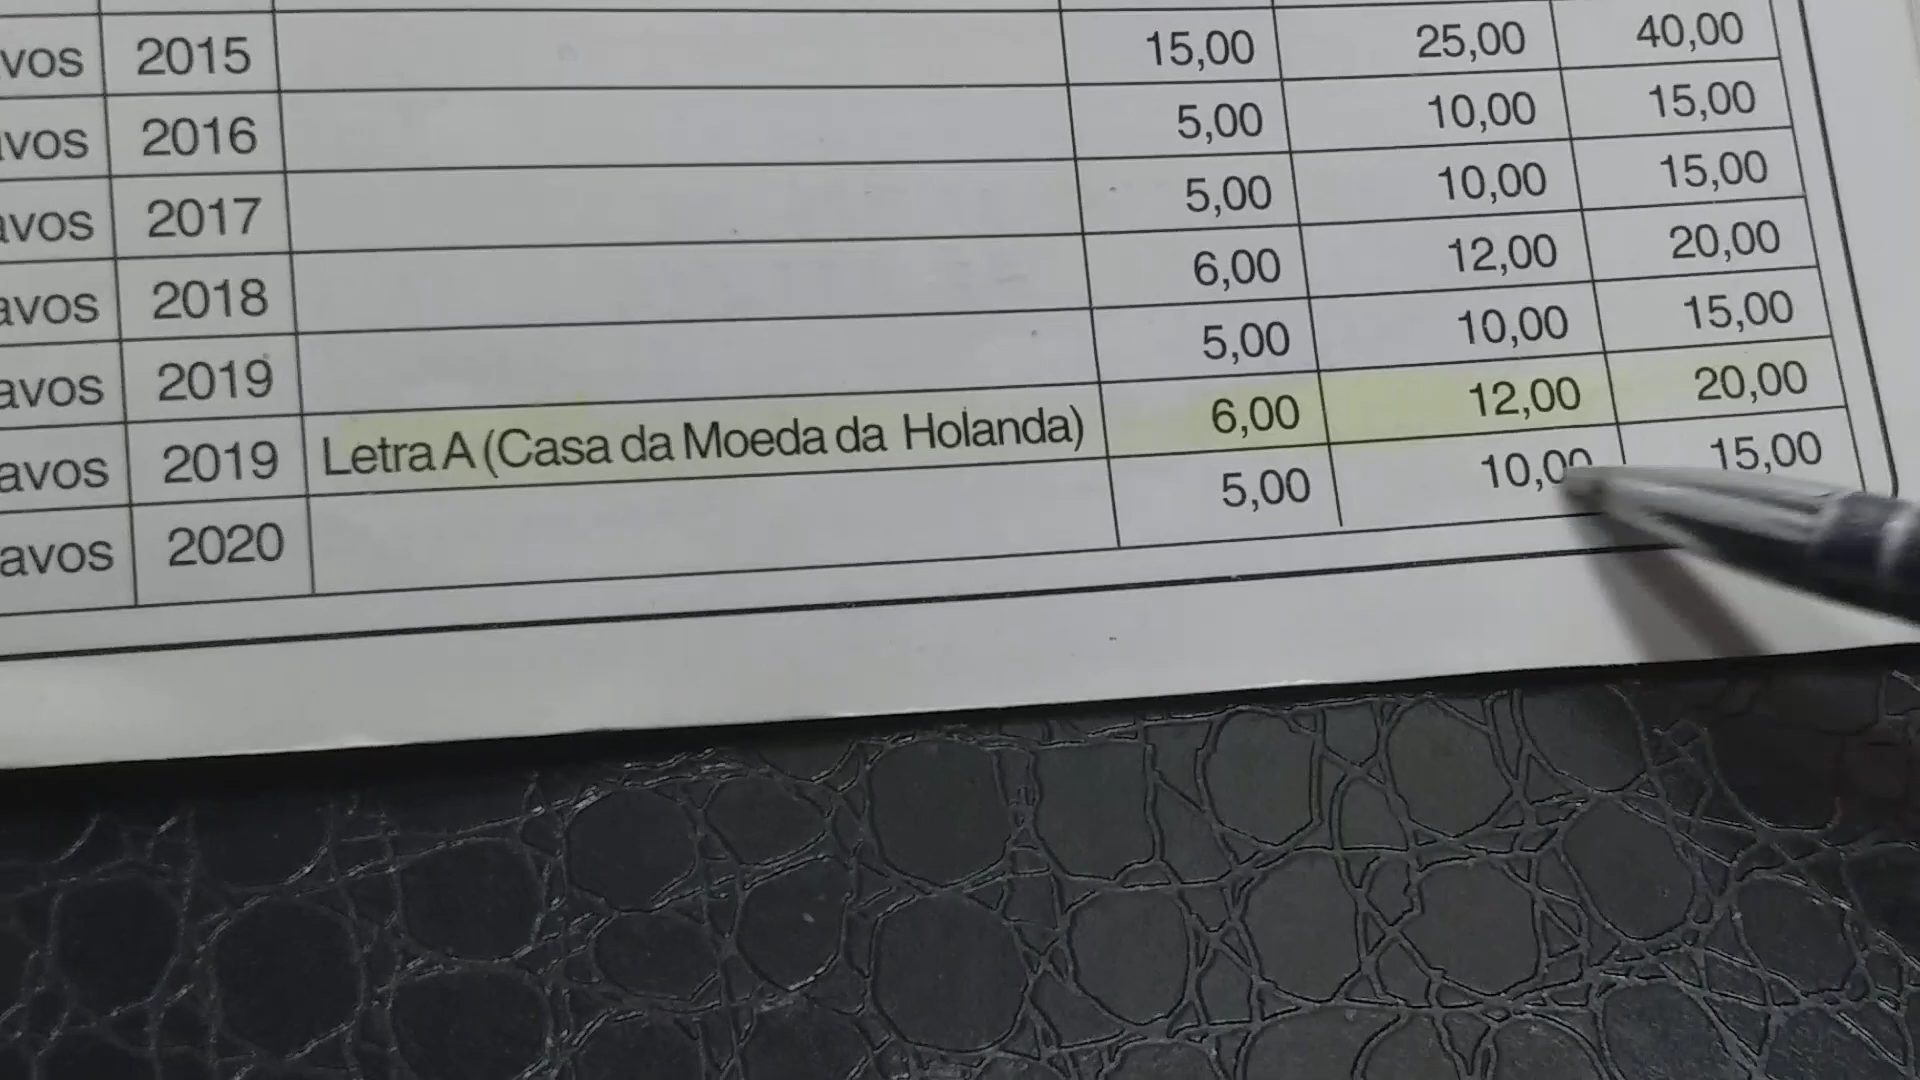 vos 2015 15,00 25,00 40,00
avos 2016 5,00 10,00 15,00
avos 2017 5,00 10,00 15,00
avos 2018 6,00 12,00 20,00
avos 2019 5,00 10,00 15,00
avos 2019 Letra A (Casa da Moeda da Holanda) 6,00 12,00 20,00
avos 2020 5,00 10,00 15,00